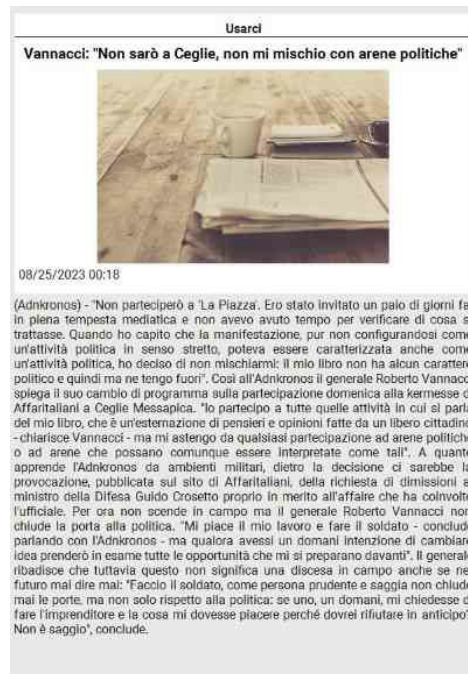 Usarci
Vannacci: "Non sarò a Ceglie, non mi mischio con arene politiche"
08/25/2023 00:18
(Adnkronos) - "Non parteciperò a 'La Piazza'. Ero stato invitato un paio di giorni fa
in piena tempesta mediatica e non avevo avuto tempo per verificare di cosa s
trattasse. Quando ho capito che la manifestazione, pur non configurandosi come
un'attività politica in senso stretto, poteva essere caratterizzata anche come
un'attività politica, ho deciso di non mischiarmi: il mio libro non ha alcun carattere
politico e quindi ma ne tengo fuori". Così all'Adnkronos il generale Roberto Vannacc
spiega il suo cambio di programma sulla partecipazione domenica alla kermesse d
Affaritaliani a Ceglie Messapica. "Io partecipo a tutte quelle attività in cui si parla
del mio libro, che è un'esternazione di pensieri e opinioni fatte da un libero cittadino
- chiarisce Vannacci - ma mi astengo da qualsiasi partecipazione ad arene politiche
o ad arene che possano comunque essere interpretate come tali". A quanto
apprende l'Adnkronos da ambienti militari, dietro la decisione ci sarebbe la
provocazione, pubblicata sul sito di Affaritaliani, della richiesta di dimissioni a
ministro della Difesa Guido Crosetto proprio in merito all'affaire che ha coinvolto
l'ufficiale. Per ora non scende in campo ma il generale Roberto Vannacci non
chiude la porta alla politica. "Mi piace il mio lavoro e fare il soldato - conclude
parlando con l'Adnkronos - ma qualora avessi un domani intenzione di cambiare
idea prenderò in esame tutte le opportunità che mi si preparano davanti". Il generale
ribadisce che tuttavia questo non significa una discesa in campo anche se ne
futuro mai dire mai: "Faccio il soldato, come persona prudente e saggia non chiudo
mai le porte, ma non solo rispetto alla politica: se uno, un domani, mi chiedesse d
fare l'imprenditore e la cosa mi dovesse piacere perché dovrei rifiutare in anticipo?
Non è saggio", conclude.